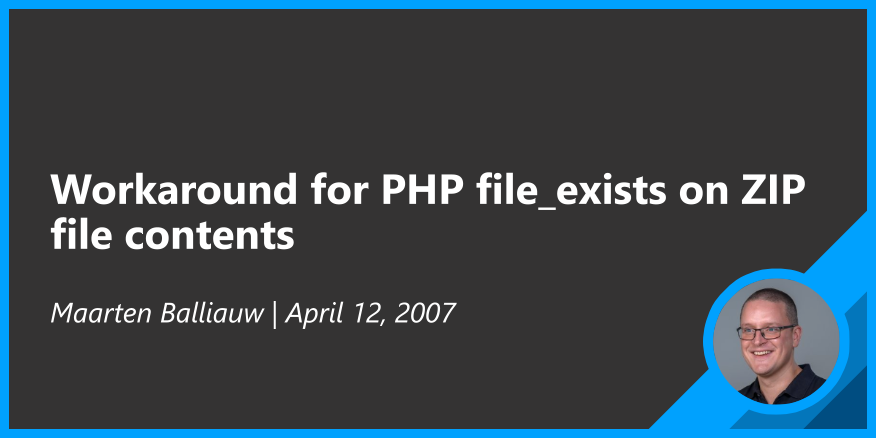 Workaround for PHP file_exists on ZIP
file contents
Maarten Balliauw | April 12, 2007